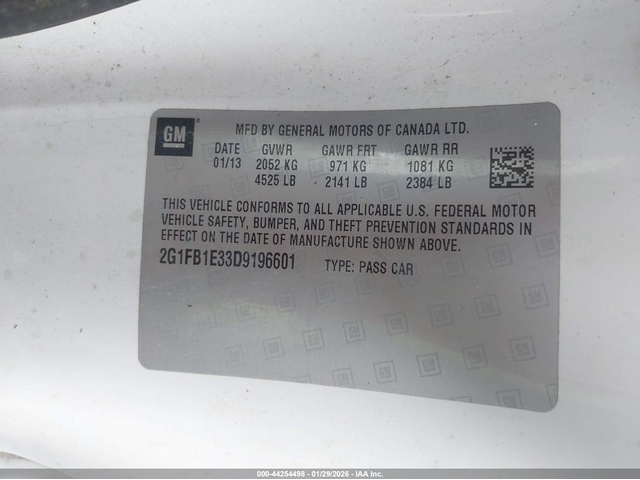 GM
MFD BY GENERAL MOTORS OF CANADA LTD.
DATE GVWR GAWR FRT GAWR RR
01/13 2052 KG 971 KG 1081 KG
4525 LB 2141 LB 2384 LB
THIS VEHICLE CONFORMS TO ALL APPLICABLE U.S. FEDERAL MOTOR
VEHICLE SAFETY, BUMPER, AND THEFT PREVENTION STANDARDS IN
EFFECT ON THE DATE OF MANUFACTURE SHOWN ABOVE.
2G1FB1E33D9196601 TYPE: PASS CAR
000-44254498 - 01/29/2026 - IAA Inc.